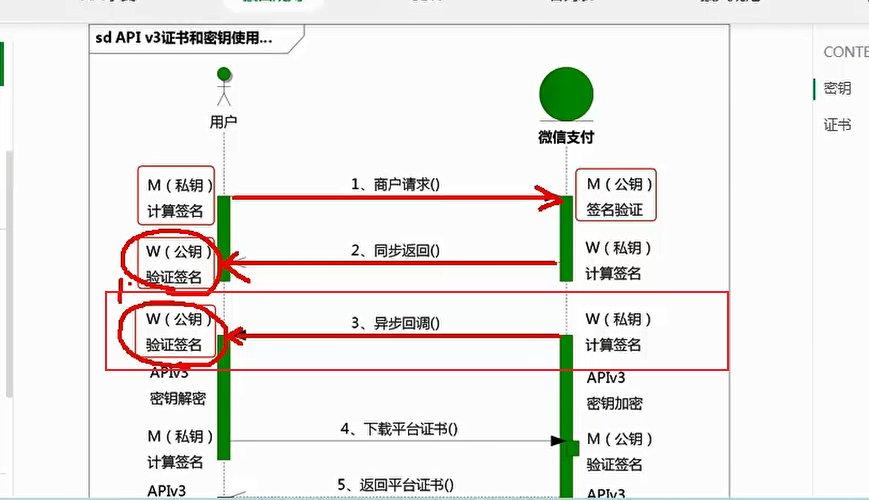 sd API v3证书和密钥使用...
CONTE
密钥
证书
用户
微信支付
M（私钥）
计算签名
1、商户请求()
M（公钥）
签名验证
W（公钥）
验证签名
2、同步返回()
W（私钥）
计算签名
W（公钥）
验证签名
3、异步回调()
W（私钥）
计算签名
APIv3
密钥解密
APIv3
密钥加密
M（私钥）
计算签名
4、下载平台证书()
M（公钥）
验证签名
APIv3
5、返回平台证书()
APIv3